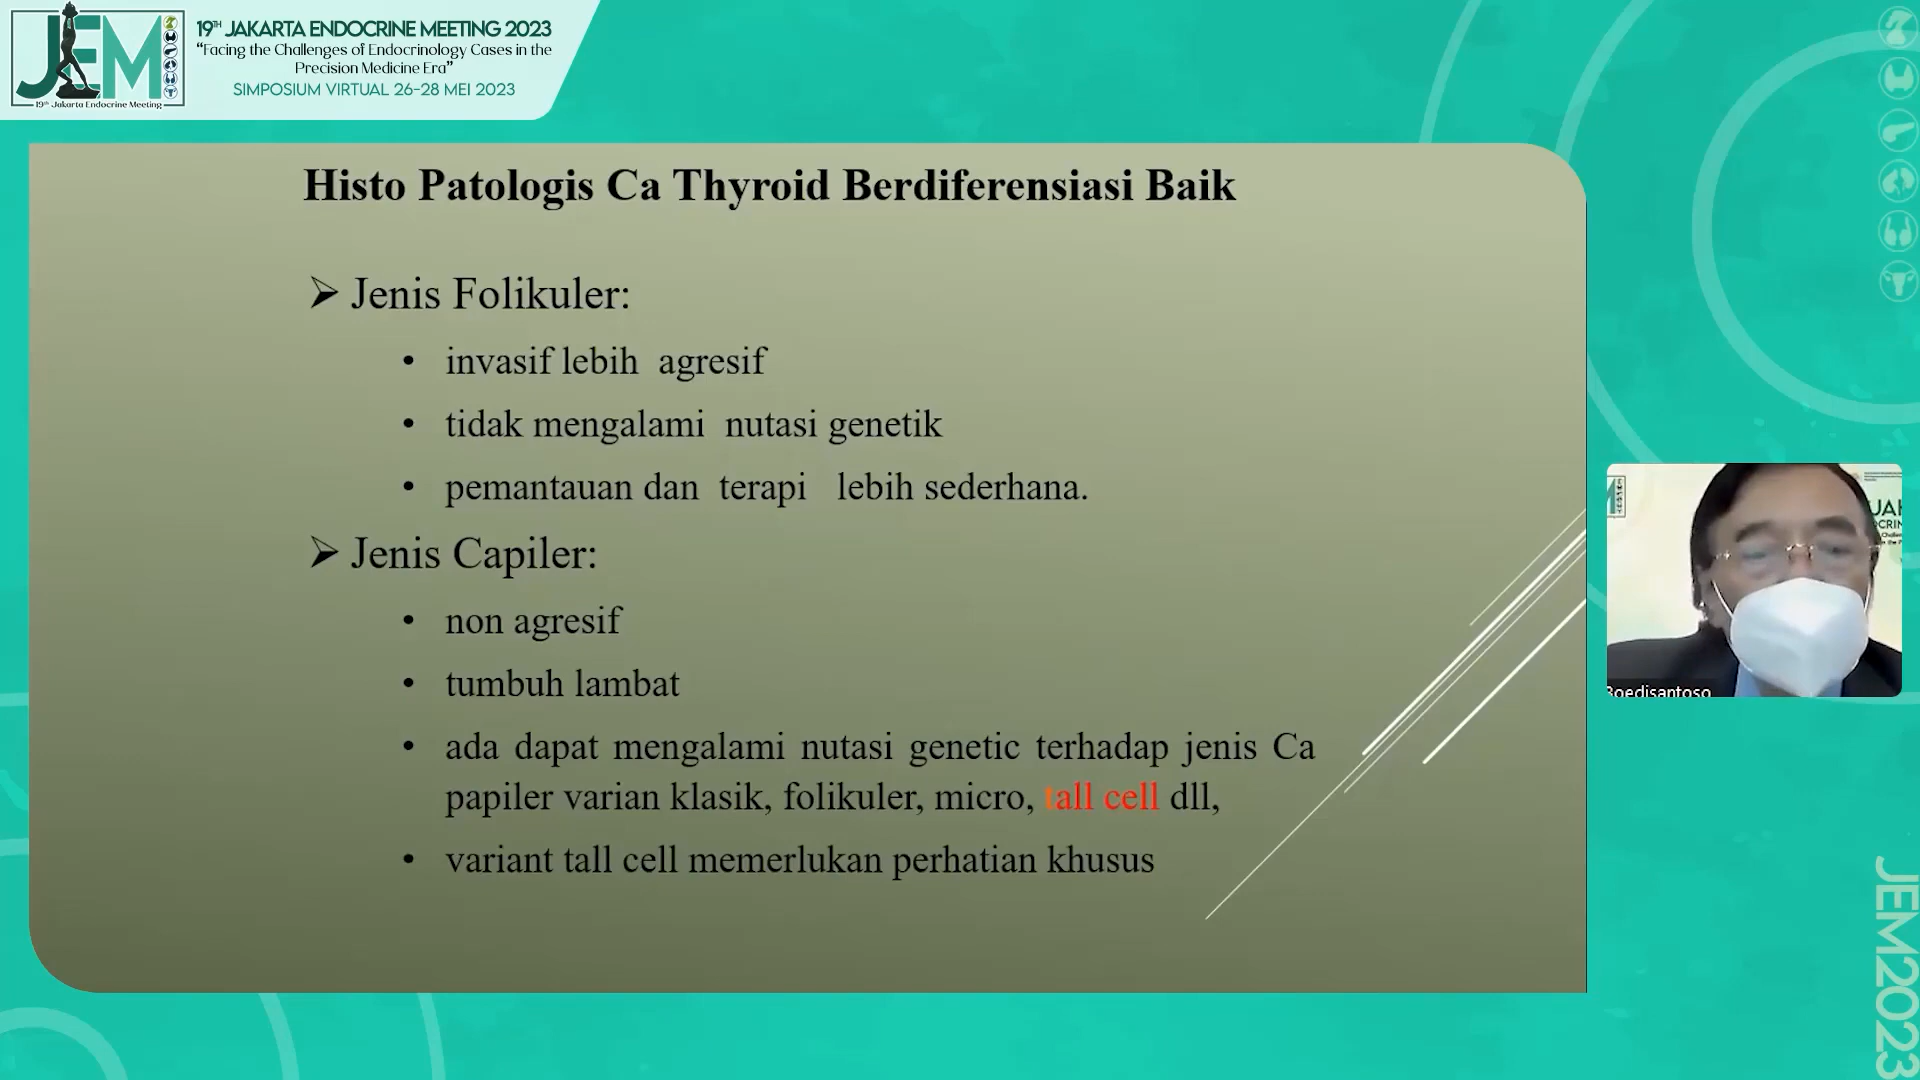 JEM
19th Jakarta Endocrine Meeting
19TH JAKARTA ENDOCRINE MEETING 2023
“Facing the Challenges of Endocrinology Cases in the
Precision Medicine Era”
SIMPOSIUM VIRTUAL 26-28 MEI 2023
Histo Patologis Ca Thyroid Berdiferensiasi Baik
➢ Jenis Folikuler:
• invasif lebih agresif
• tidak mengalami nutasi genetik
• pemantauan dan terapi lebih sederhana.
➢ Jenis Capiler:
• non agresif
• tumbuh lambat
• ada dapat mengalami nutasi genetic terhadap jenis Ca
papiler varian klasik, folikuler, micro, tall cell dll,
• variant tall cell memerlukan perhatian khusus
Boedisantoso
JEM2023